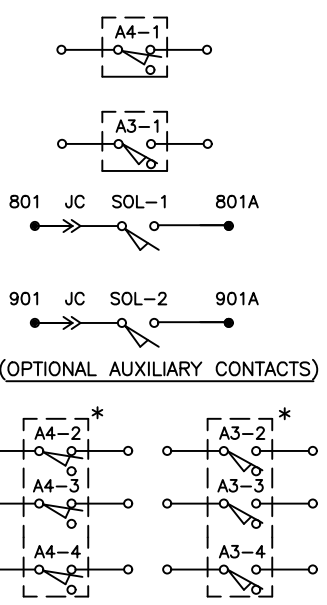 A4-1
A3-1
801 JC SOL-1 801A
901 JC SOL-2 901A
(OPTIONAL AUXILIARY CONTACTS)
* *
A4-2 A3-2
A4-3 A3-3
A4-4 A3-4